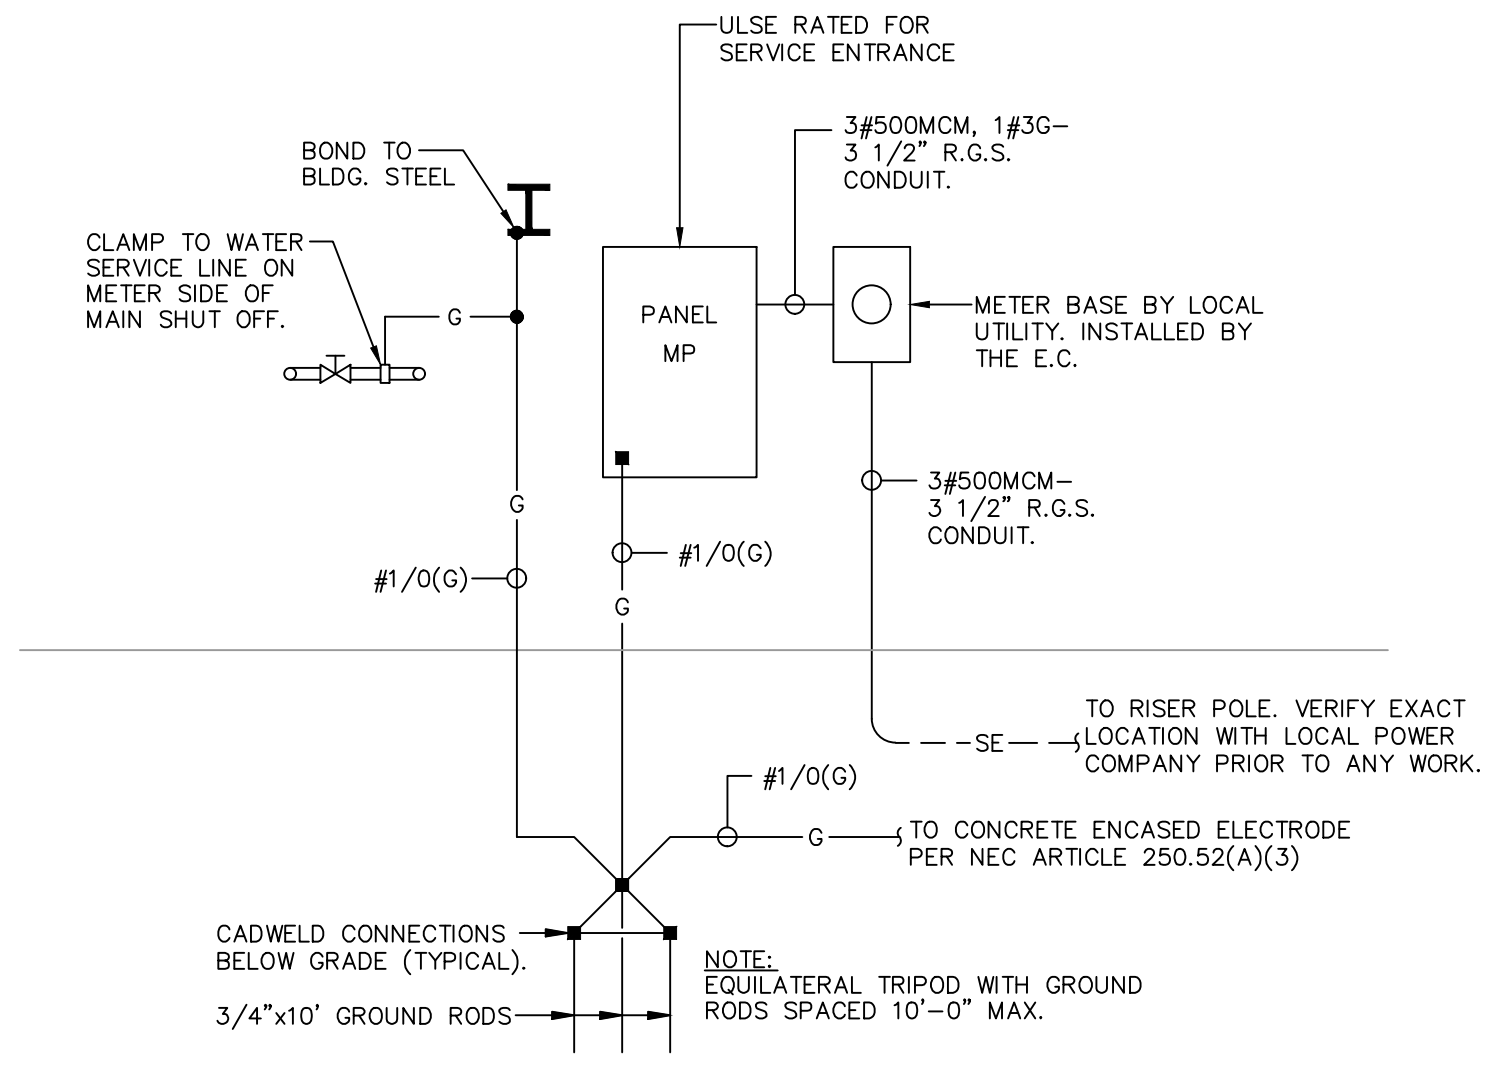 ULSE RATED FOR
SERVICE ENTRANCE
3#500MCM, 1#3G-
3 1/2" R.G.S.
CONDUIT.
BOND TO
BLDG. STEEL
CLAMP TO WATER
SERVICE LINE ON
METER SIDE OF
MAIN SHUT OFF.
G
PANEL
MP
METER BASE BY LOCAL
UTILITY. INSTALLED BY
THE E.C.
3#500MCM-
3 1/2" R.G.S.
CONDUIT.
G
#1/0(G)
#1/0(G)
G
TO RISER POLE. VERIFY EXACT
LOCATION WITH LOCAL POWER
COMPANY PRIOR TO ANY WORK.
SE
#1/0(G)
G
TO CONCRETE ENCASED ELECTRODE
PER NEC ARTICLE 250.52(A)(3)
CADWELD CONNECTIONS
BELOW GRADE (TYPICAL).
3/4"x10' GROUND RODS
NOTE:
EQUILATERAL TRIPOD WITH GROUND
RODS SPACED 10'-0" MAX.